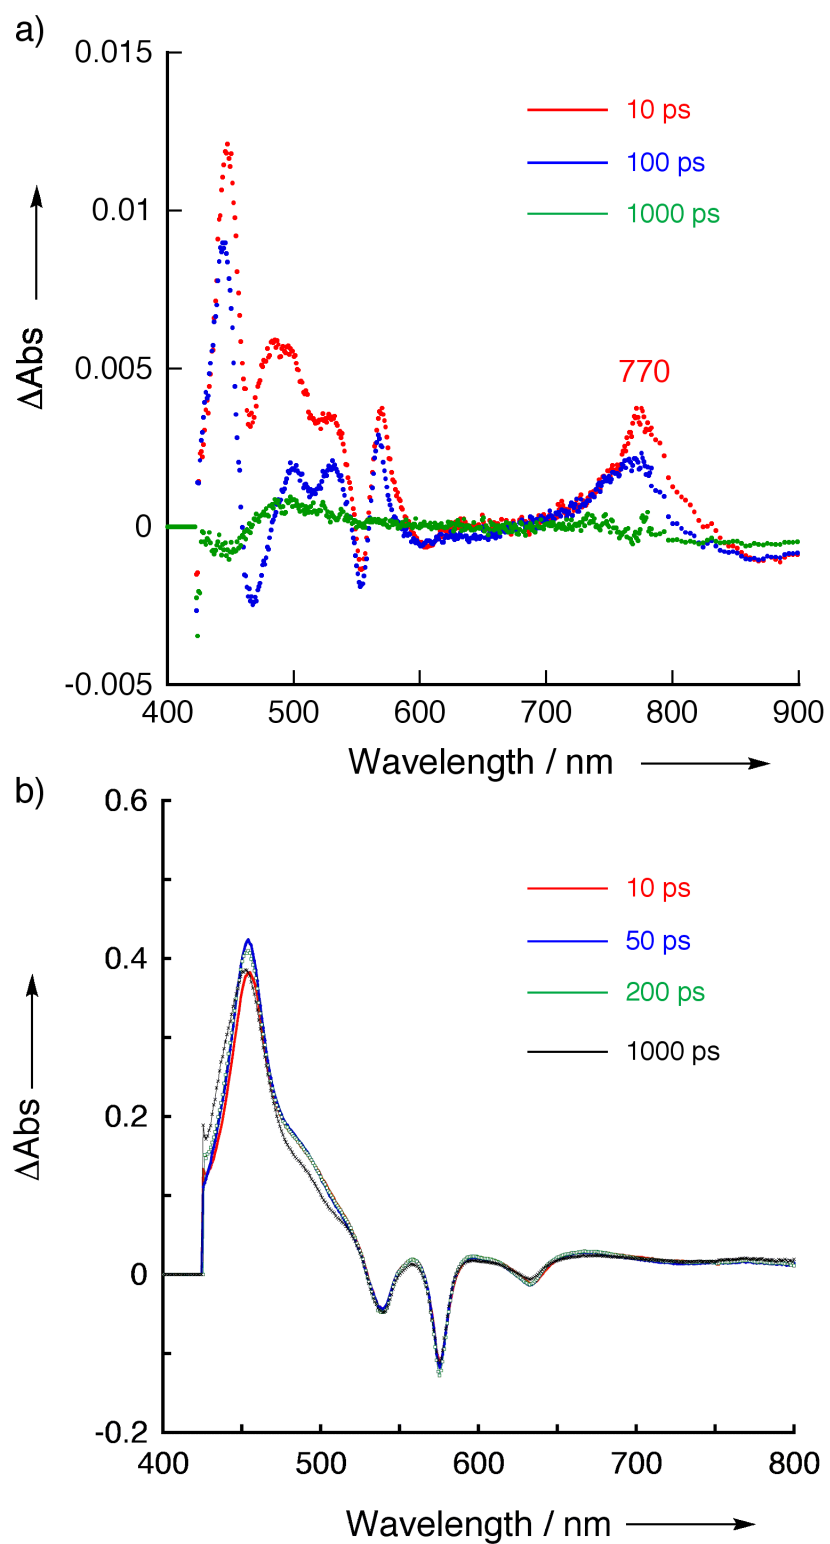 a)
0.015
10 ps
100 ps
0.01
1000 ps
ΔAbs
0.005
770
0
-0.005
400 500 600 700 800 900
Wavelength / nm
b)
0.6
10 ps
50 ps
0.4
200 ps
1000 ps
ΔAbs
0.2
0
-0.2
400 500 600 700 800
Wavelength / nm